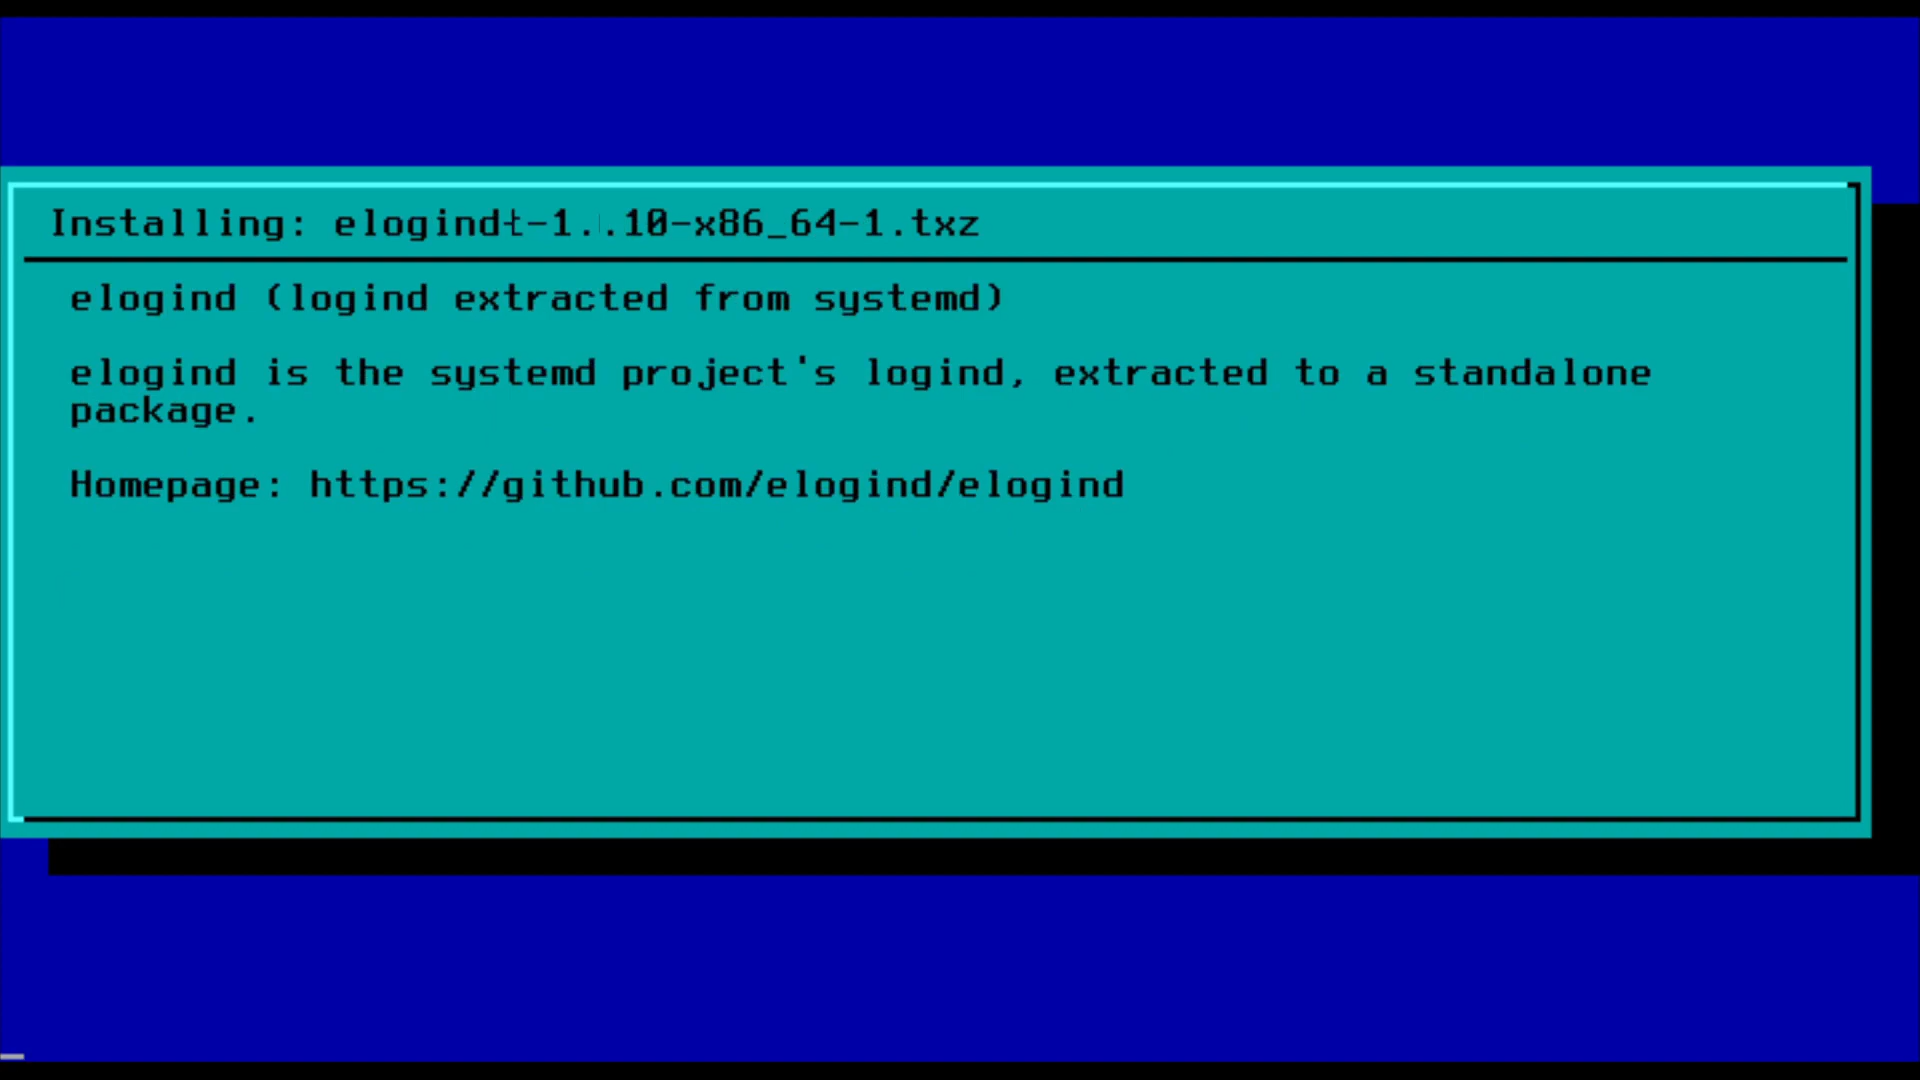 Installing: elogind-1..10-x86_64-1.txz
elogind (logind extracted from systemd)
elogind is the systemd project's logind, extracted to a standalone
package.
Homepage: https://github.com/elogind/elogind